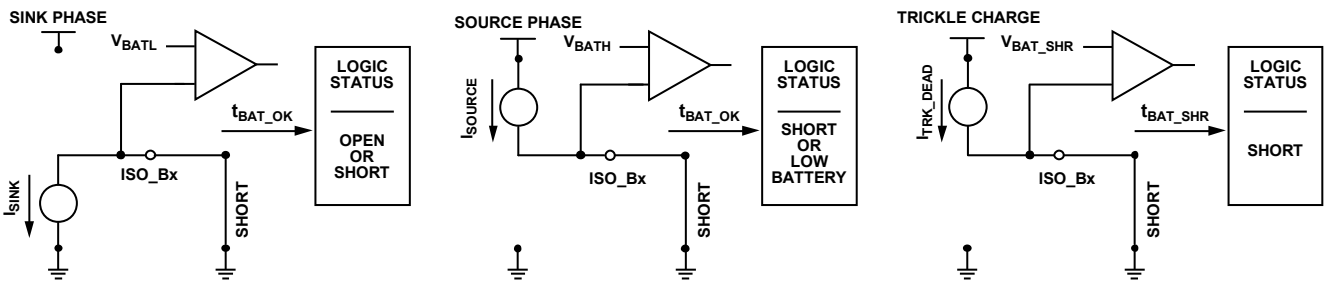 SINK PHASE
V_BATL
LOGIC
STATUS
t_BAT_OK
OPEN
OR
SHORT
ISO_Bx
I_SINK
SHORT
SOURCE PHASE
V_BATH
LOGIC
STATUS
I_SOURCE
t_BAT_OK
SHORT
OR
LOW
BATTERY
ISO_Bx
SHORT
TRICKLE CHARGE
V_BAT_SHR
LOGIC
STATUS
I_TRK_DEAD
t_BAT_SHR
SHORT
ISO_Bx
SHORT